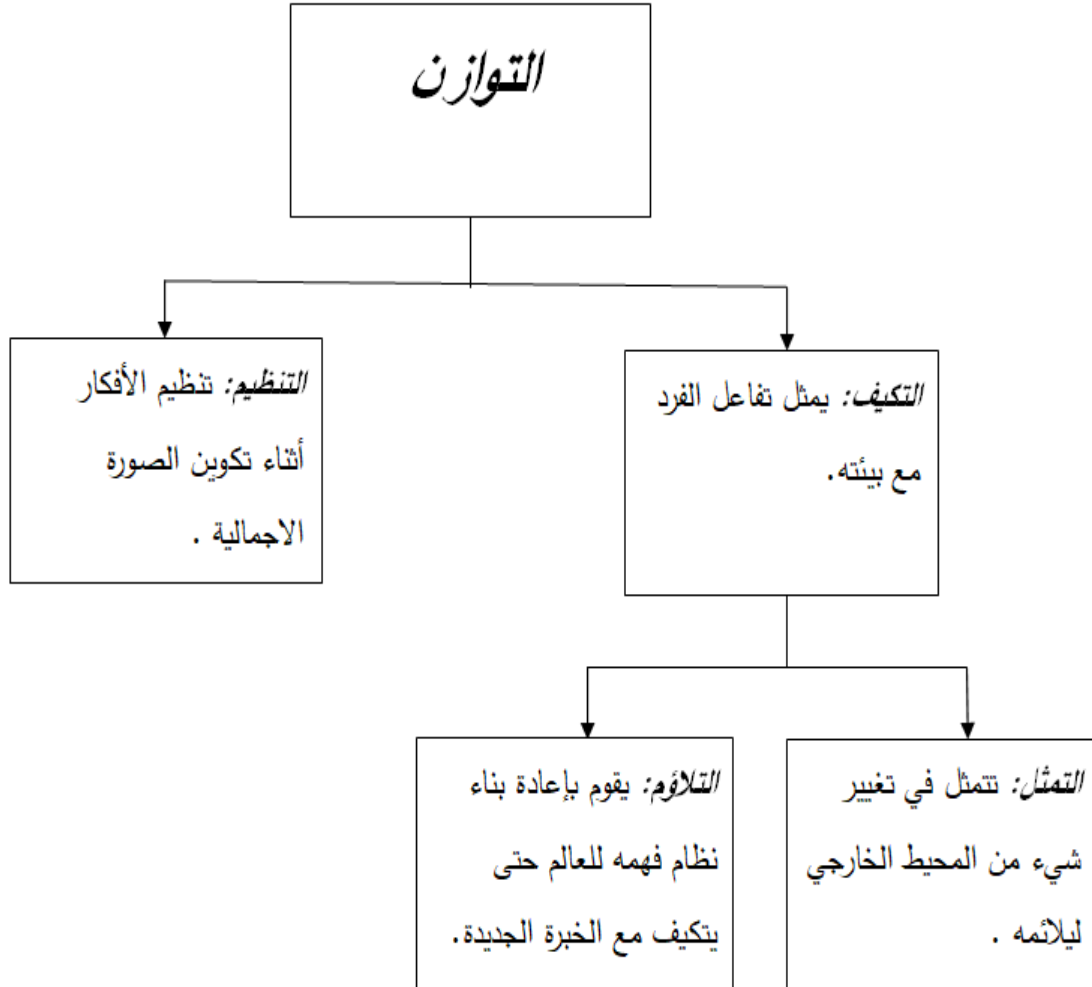 التوازن
التكيف: يمثل تفاعل الفرد
مع بيئته.
التنظيم: تنظيم الأفكار
أثناء تكوين الصورة
الاجمالية .
التمثل: تتمثل في تغيير
شيء من المحيط الخارجي
ليلائمه .
التلاؤم: يقوم بإعادة بناء
نظام فهمه للعالم حتى
يتكيف مع الخبرة الجديدة.